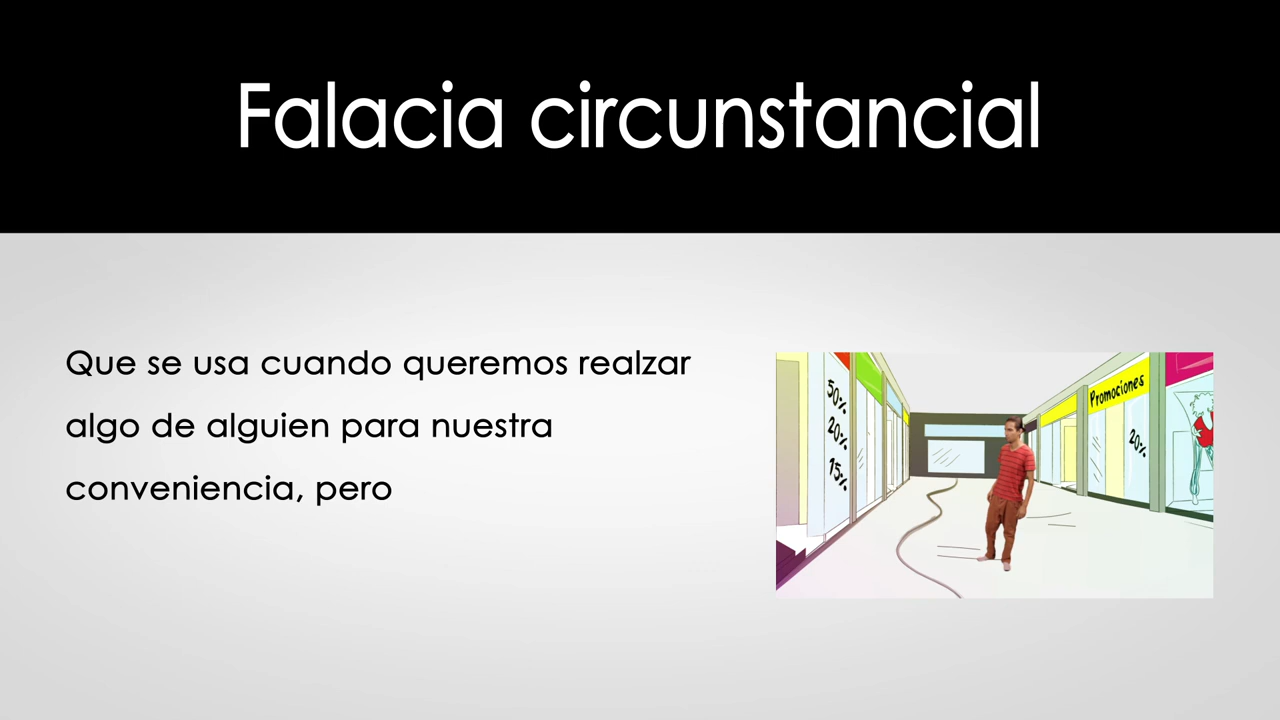 Falacia circunstancial
Que se usa cuando queremos realzar
algo de alguien para nuestra
conveniencia, pero
50%
20%
15%
Promociones
20%